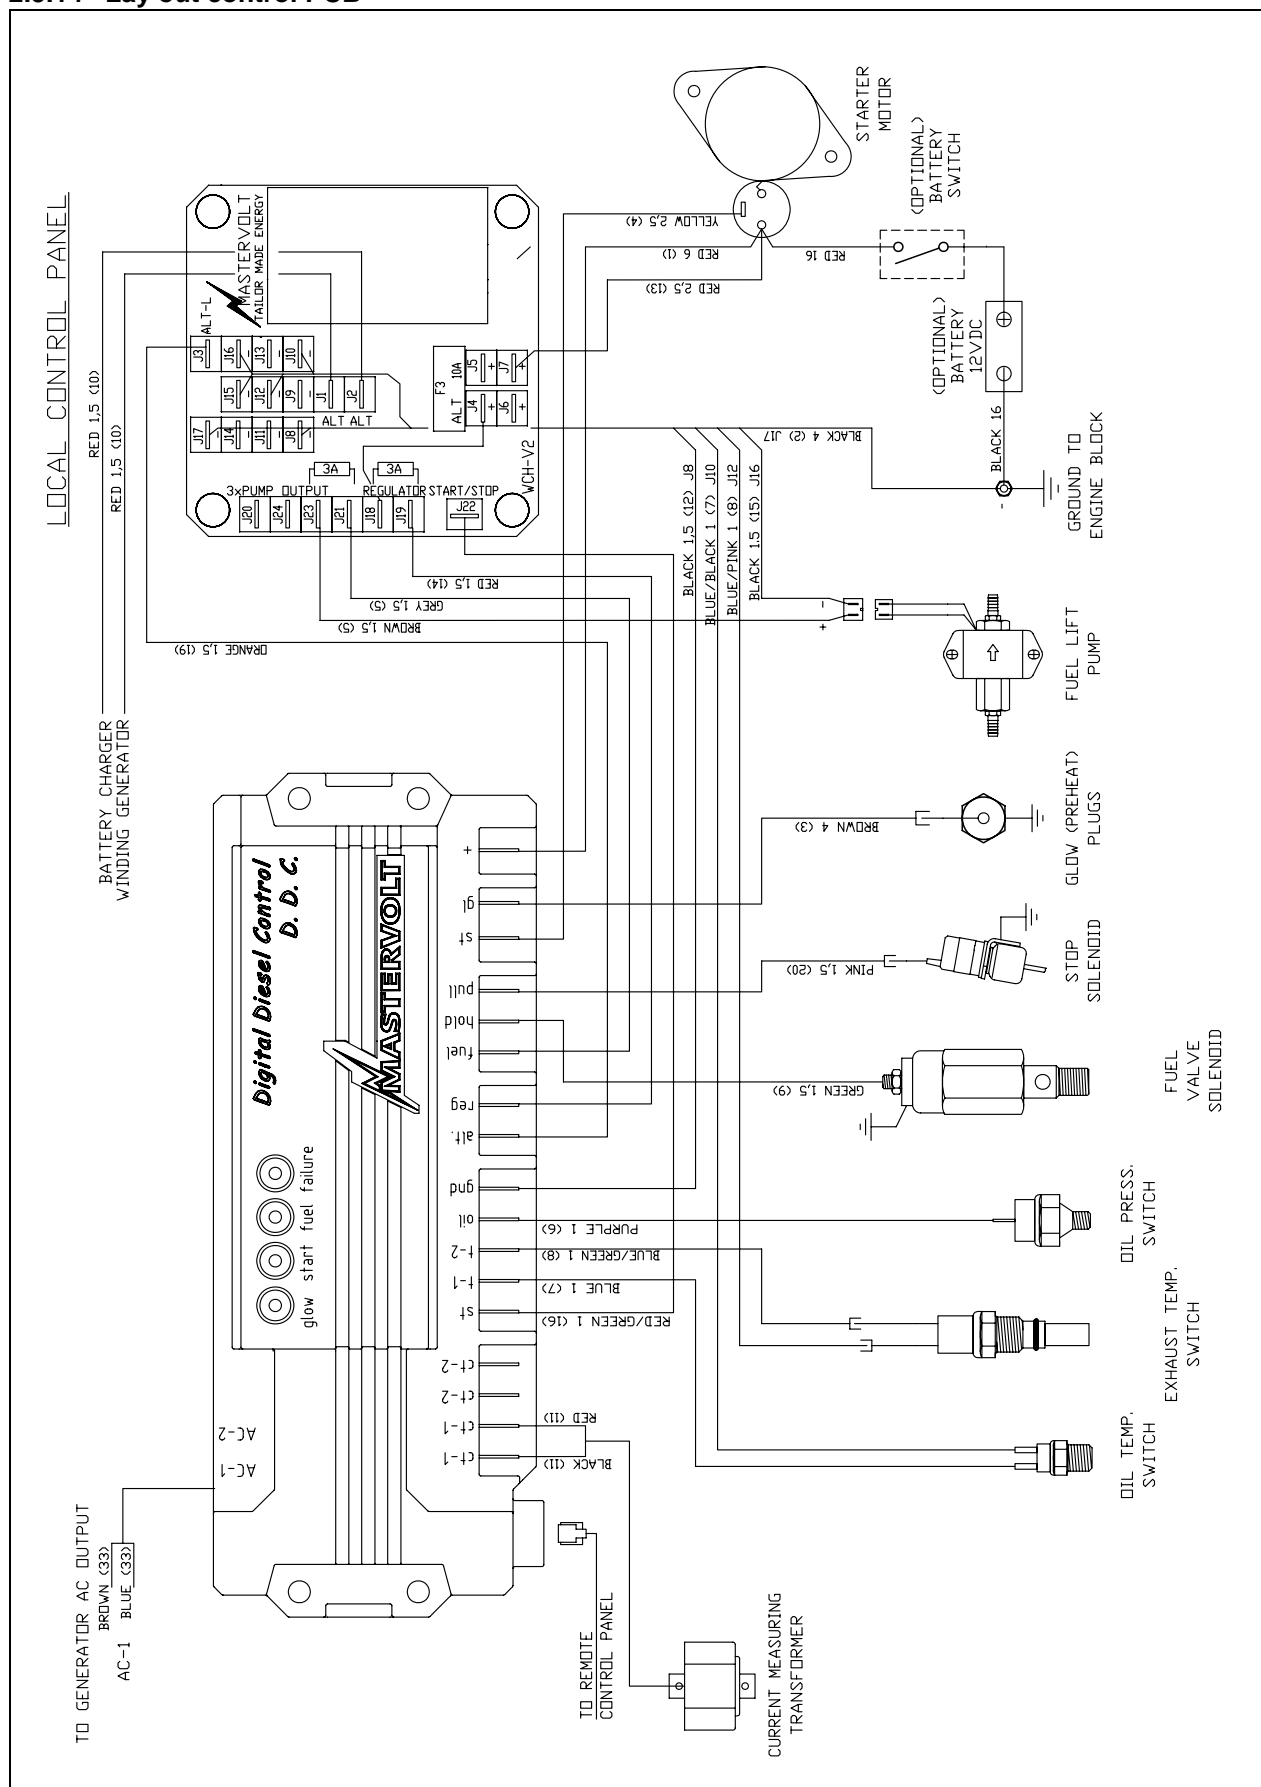 LOCAL CONTROL PANEL
RED 1,5 (10)
RED 1,5 (10)
BATTERY CHARGER
WINDING GENERATOR
MASTERVOLT
TAILOR MADE ENERGY
ALT-L
J3
J16
J13
J10
J15
J12
J9
J1
J2
J17
J14
J11
J8
ALT ALT
F3
10A
ALT
J5
J7
J4
J6
WCH-V2
3A
3A
3xPUMP OUTPUT
REGULATOR
START/STOP
J20
J24
J23
J21
J18
J19
J22
STARTER
MOTOR
(OPTIONAL)
BATTERY
SWITCH
(OPTIONAL)
BATTERY
12VDC
YELLOW 2,5 (4)
RED 6 (1)
RED 2,5 (13)
RED 16
BLACK 16
BLACK 4 (2) J17
GROUND TO
ENGINE BLOCK
BLACK 1,5 (12) J8
BLUE/BLACK 1 (7) J10
BLUE/PINK 1 (8) J12
BLACK 1.5 (15) J16
RED 1,5 (14)
GREY 1,5 (5)
BROWN 1,5 (5)
ORANGE 1,5 (19)
FUEL LIFT
PUMP
BROWN 4 (3)
GLOW (PREHEAT)
PLUGS
PINK 1,5 (20)
STOP
SOLENOID
GREEN 1,5 (9)
FUEL
VALVE
SOLENOID
PURPLE 1 (6)
OIL PRESS.
SWITCH
BLUE/GREEN 1 (8)
EXHAUST TEMP.
SWITCH
BLUE 1 (7)
OIL TEMP.
SWITCH
RED/GREEN 1 (16)
RED (11)
BLACK (11)
CURRENT MEASURING
TRANSFORMER
TO REMOTE
CONTROL PANEL
Digital Diesel Control
D. D. C.
MASTERVOLT
glow start fuel failure
+
gl
st
pull
hold
fuel
reg
alt.
gnd
oil
t-2
t-1
st
ct-2
ct-2
ct-1
ct-1
AC-2
AC-1
TO GENERATOR AC OUTPUT
BROWN (33)
AC-1 BLUE (33)